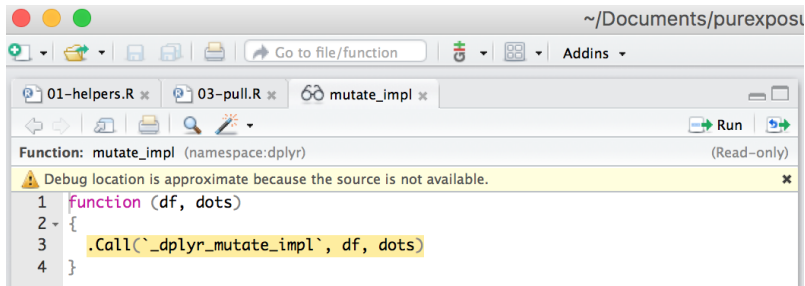 ~/Documents/purexposu
Go to file/function
Addins
01-helpers.R
03-pull.R
mutate_impl
Run
Function: mutate_impl (namespace:dplyr)
(Read-only)
Debug location is approximate because the source is not available.
1 function (df, dots)
2 {
3 .Call(`_dplyr_mutate_impl`, df, dots)
4 }